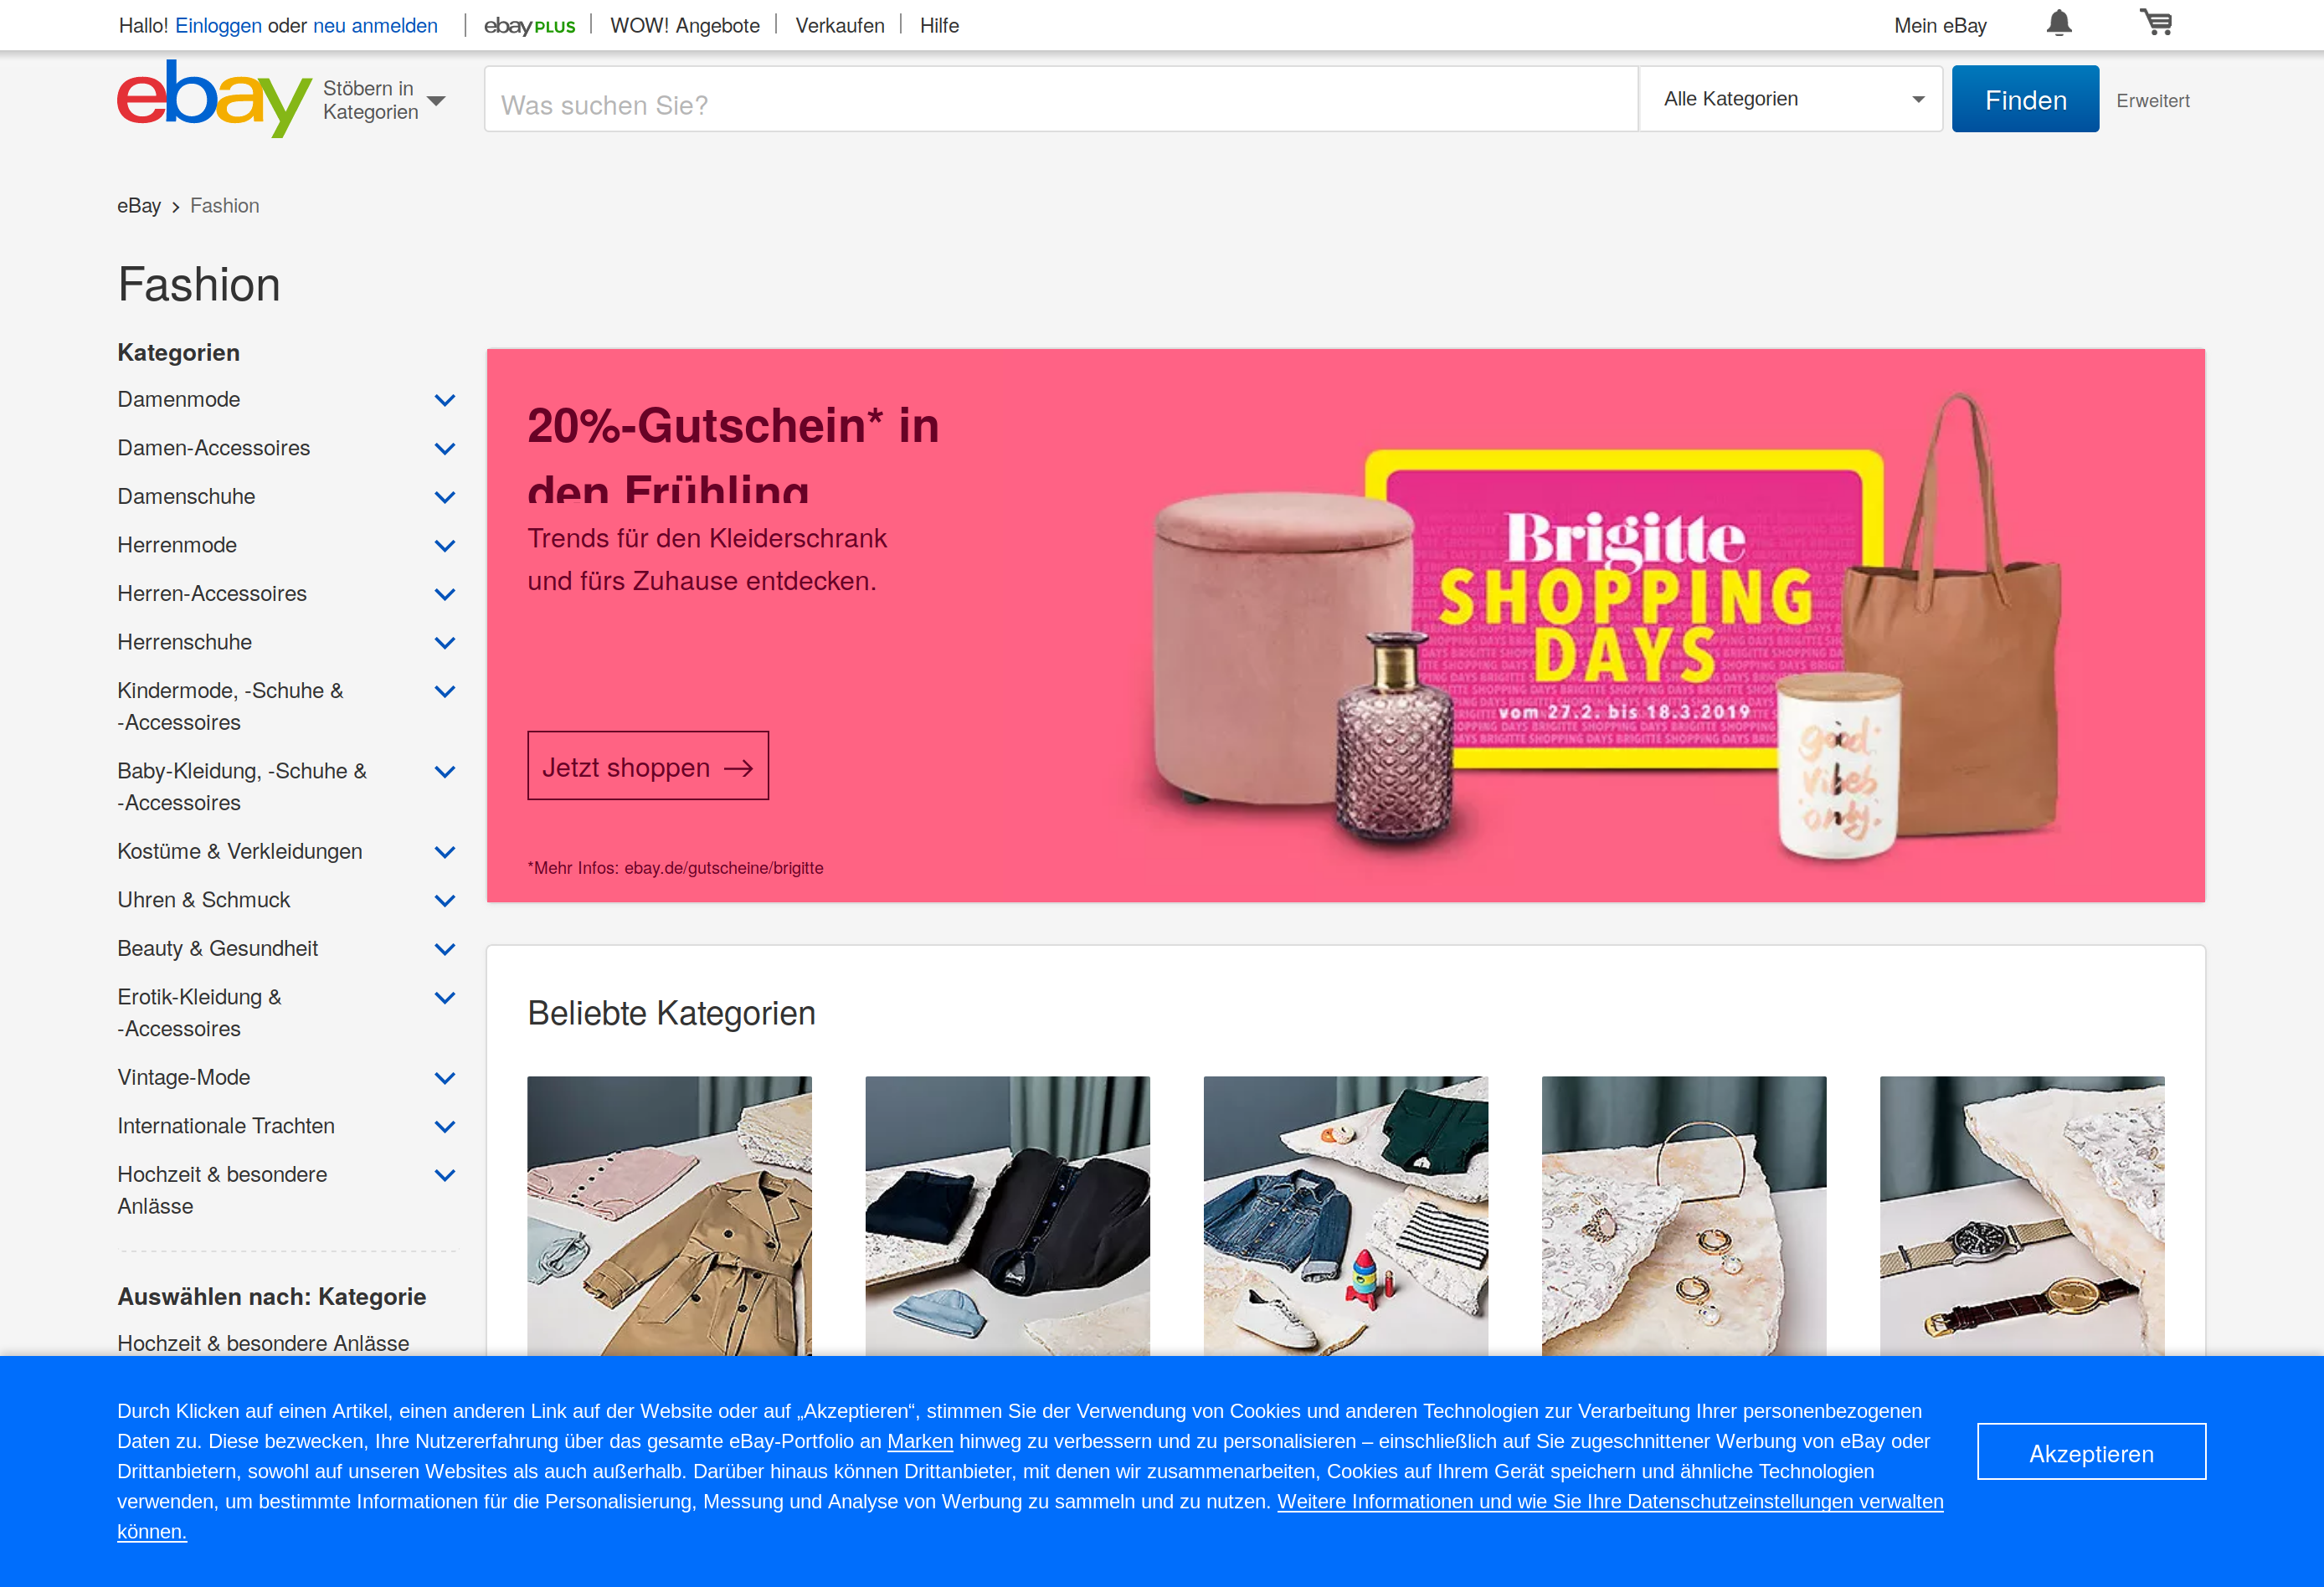 Hallo! Einloggen oder neu anmelden
ebay PLUS
WOW! Angebote
Verkaufen
Hilfe
Mein eBay
ebay
Stöbern in
Kategorien
Was suchen Sie?
Alle Kategorien
Finden
Erweitert
eBay
Fashion
Fashion
Kategorien
Damenmode
Damen-Accessoires
Damenschuhe
Herrenmode
Herren-Accessoires
Herrenschuhe
Kindermode, -Schuhe &
-Accessoires
Baby-Kleidung, -Schuhe &
-Accessoires
Kostüme & Verkleidungen
Uhren & Schmuck
Beauty & Gesundheit
Erotik-Kleidung &
-Accessoires
Vintage-Mode
Internationale Trachten
Hochzeit & besondere
Anlässe
Auswählen nach: Kategorie
Hochzeit & besondere Anlässe
20%-Gutschein* in
den Frühling
Trends für den Kleiderschrank
und fürs Zuhause entdecken.
Jetzt shoppen
*Mehr Infos: ebay.de/gutscheine/brigitte
Brigitte
SHOPPING
DAYS
vom 27.2. bis 18.3.2019
good
vibes
only.
Beliebte Kategorien
Durch Klicken auf einen Artikel, einen anderen Link auf der Website oder auf „Akzeptieren“, stimmen Sie der Verwendung von Cookies und anderen Technologien zur Verarbeitung Ihrer personenbezogenen
Daten zu. Diese bezwecken, Ihre Nutzererfahrung über das gesamte eBay-Portfolio an Marken hinweg zu verbessern und zu personalisieren – einschließlich auf Sie zugeschnittener Werbung von eBay oder
Drittanbietern, sowohl auf unseren Websites als auch außerhalb. Darüber hinaus können Drittanbieter, mit denen wir zusammenarbeiten, Cookies auf Ihrem Gerät speichern und ähnliche Technologien
verwenden, um bestimmte Informationen für die Personalisierung, Messung und Analyse von Werbung zu sammeln und zu nutzen. Weitere Informationen und wie Sie Ihre Datenschutzeinstellungen verwalten
können.
Akzeptieren